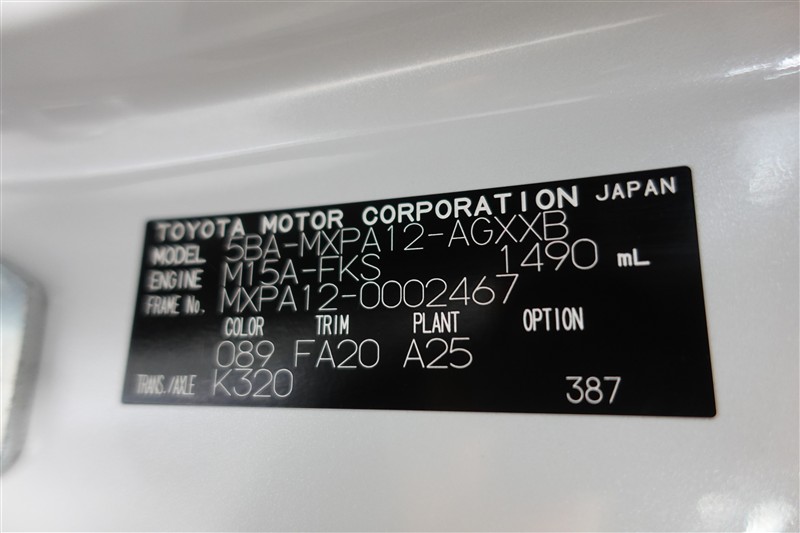 TOYOTA MOTOR CORPORATION JAPAN
MODEL 5BA-MXPA12-AGXXB
ENGINE M15A-FKS 1490 mL
FRAME No. MXPA12-0002467
COLOR TRIM PLANT OPTION
089 FA20 A25
TRANS./AXLE K320 387